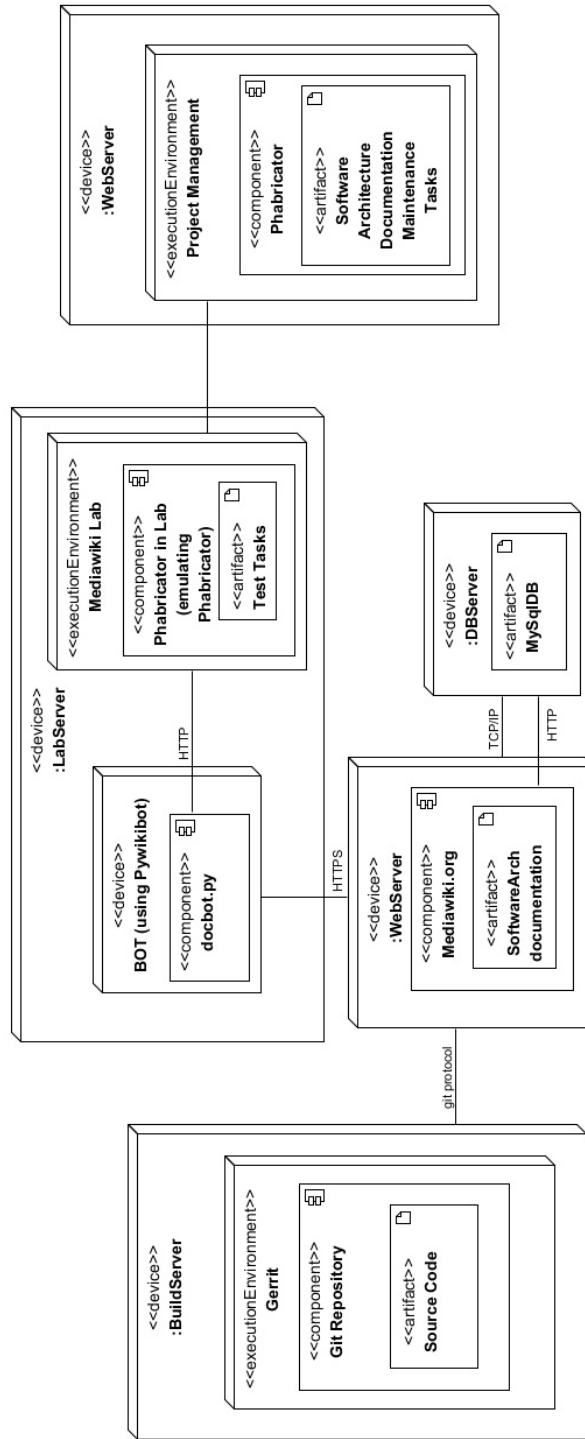 <<device>>
:BuildServer
<<executionEnvironment>>
Gerrit
<<component>>
Git Repository
<<artifact>>
Source Code
git protocol
<<device>>
:LabServer
<<device>>
BOT (using Pywikibot)
<<component>>
docbot.py
HTTP
<<executionEnvironment>>
Mediawiki Lab
<<component>>
Phabricator in Lab
(emulating
Phabricator)
<<artifact>>
Test Tasks
HTTPS
<<device>>
:WebServer
<<component>>
Mediawiki.org
<<artifact>>
SoftwareArch
documentation
TCP/IP
HTTP
<<device>>
:DBServer
<<artifact>>
MySqlDB
<<device>>
:WebServer
<<executionEnvironment>>
Project Management
<<component>>
Phabricator
<<artifact>>
Software
Architecture
Documentation
Maintenance
Tasks